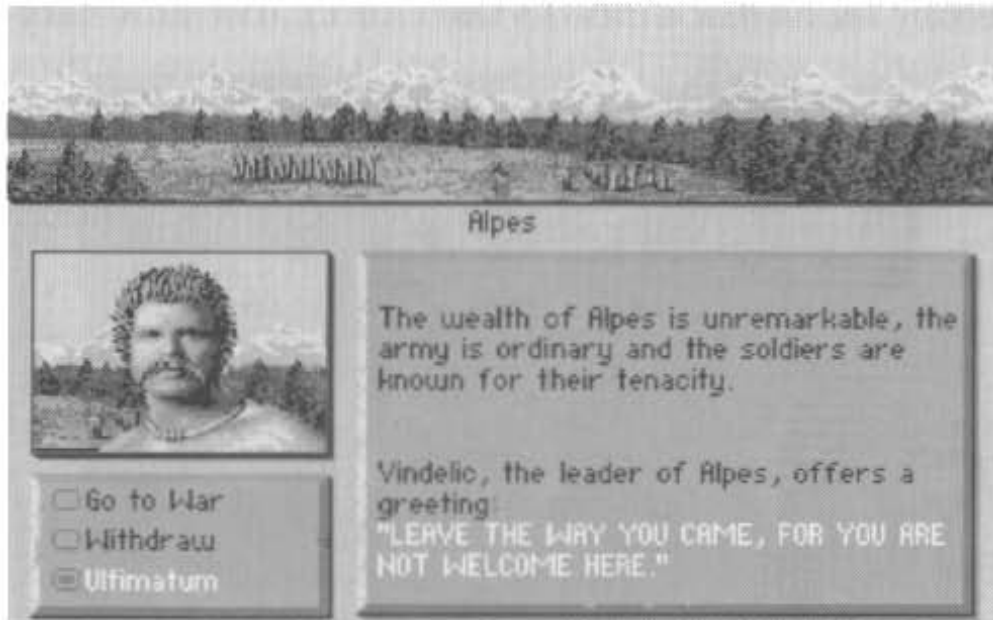 Alpes
The wealth of Alpes is unremarkable, the
army is ordinary and the soldiers are
known for their tenacity.
Vindelic, the leader of Alpes, offers a
greeting:
"LEAVE THE WAY YOU CAME, FOR YOU ARE
NOT WELCOME HERE."
Go to War
Withdraw
Ultimatum